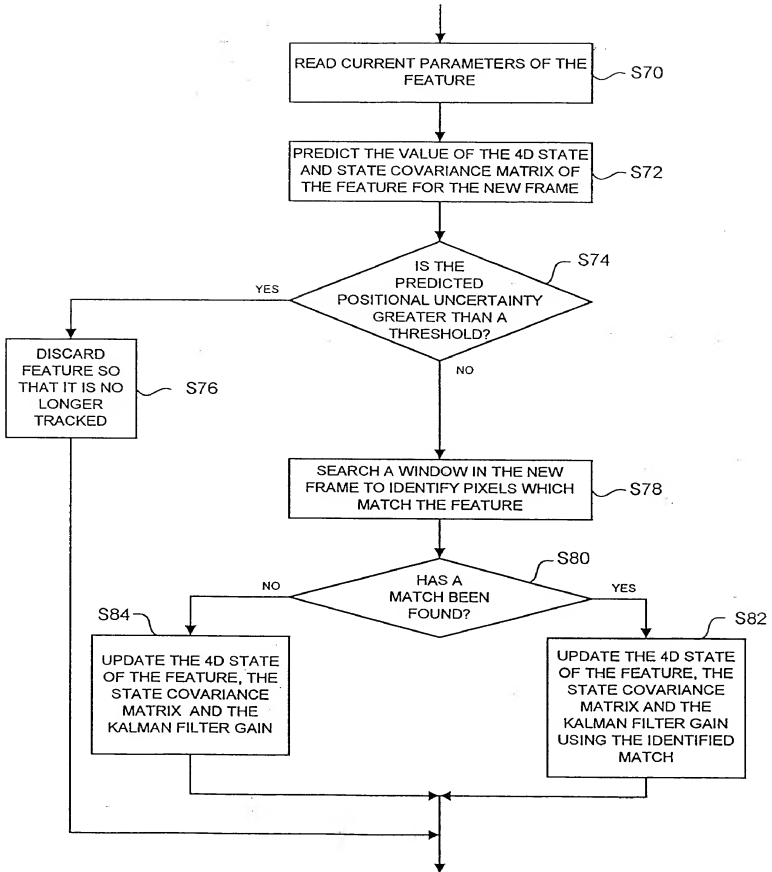 READ CURRENT PARAMETERS OF THE
FEATURE
S70
PREDICT THE VALUE OF THE 4D STATE
AND STATE COVARIANCE MATRIX OF
THE FEATURE FOR THE NEW FRAME
S72
IS THE
PREDICTED
POSITIONAL UNCERTAINTY
GREATER THAN A
THRESHOLD?
S74
YES
NO
DISCARD
FEATURE SO
THAT IT IS NO
LONGER
TRACKED
S76
SEARCH A WINDOW IN THE NEW
FRAME TO IDENTIFY PIXELS WHICH
MATCH THE FEATURE
S78
HAS A
MATCH BEEN
FOUND?
S80
NO
YES
S84
UPDATE THE 4D STATE
OF THE FEATURE, THE
STATE COVARIANCE
MATRIX AND THE
KALMAN FILTER GAIN
S82
UPDATE THE 4D STATE
OF THE FEATURE, THE
STATE COVARIANCE
MATRIX AND THE
KALMAN FILTER GAIN
USING THE IDENTIFIED
MATCH